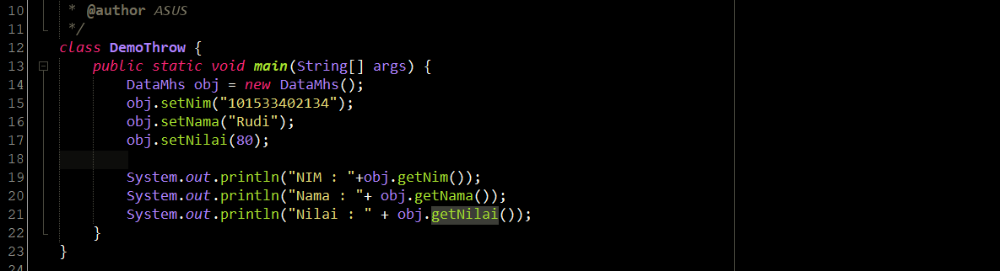 10 * @author ASUS
11 */
12 class DemoThrow {
13 public static void main(String[] args) {
14 DataMhs obj = new DataMhs();
15 obj.setNim("101533402134");
16 obj.setNama("Rudi");
17 obj.setNilai(80);
18
19 System.out.println("NIM : "+obj.getNim());
20 System.out.println("Nama : "+ obj.getNama());
21 System.out.println("Nilai : " + obj.getNilai());
22 }
23 }
24